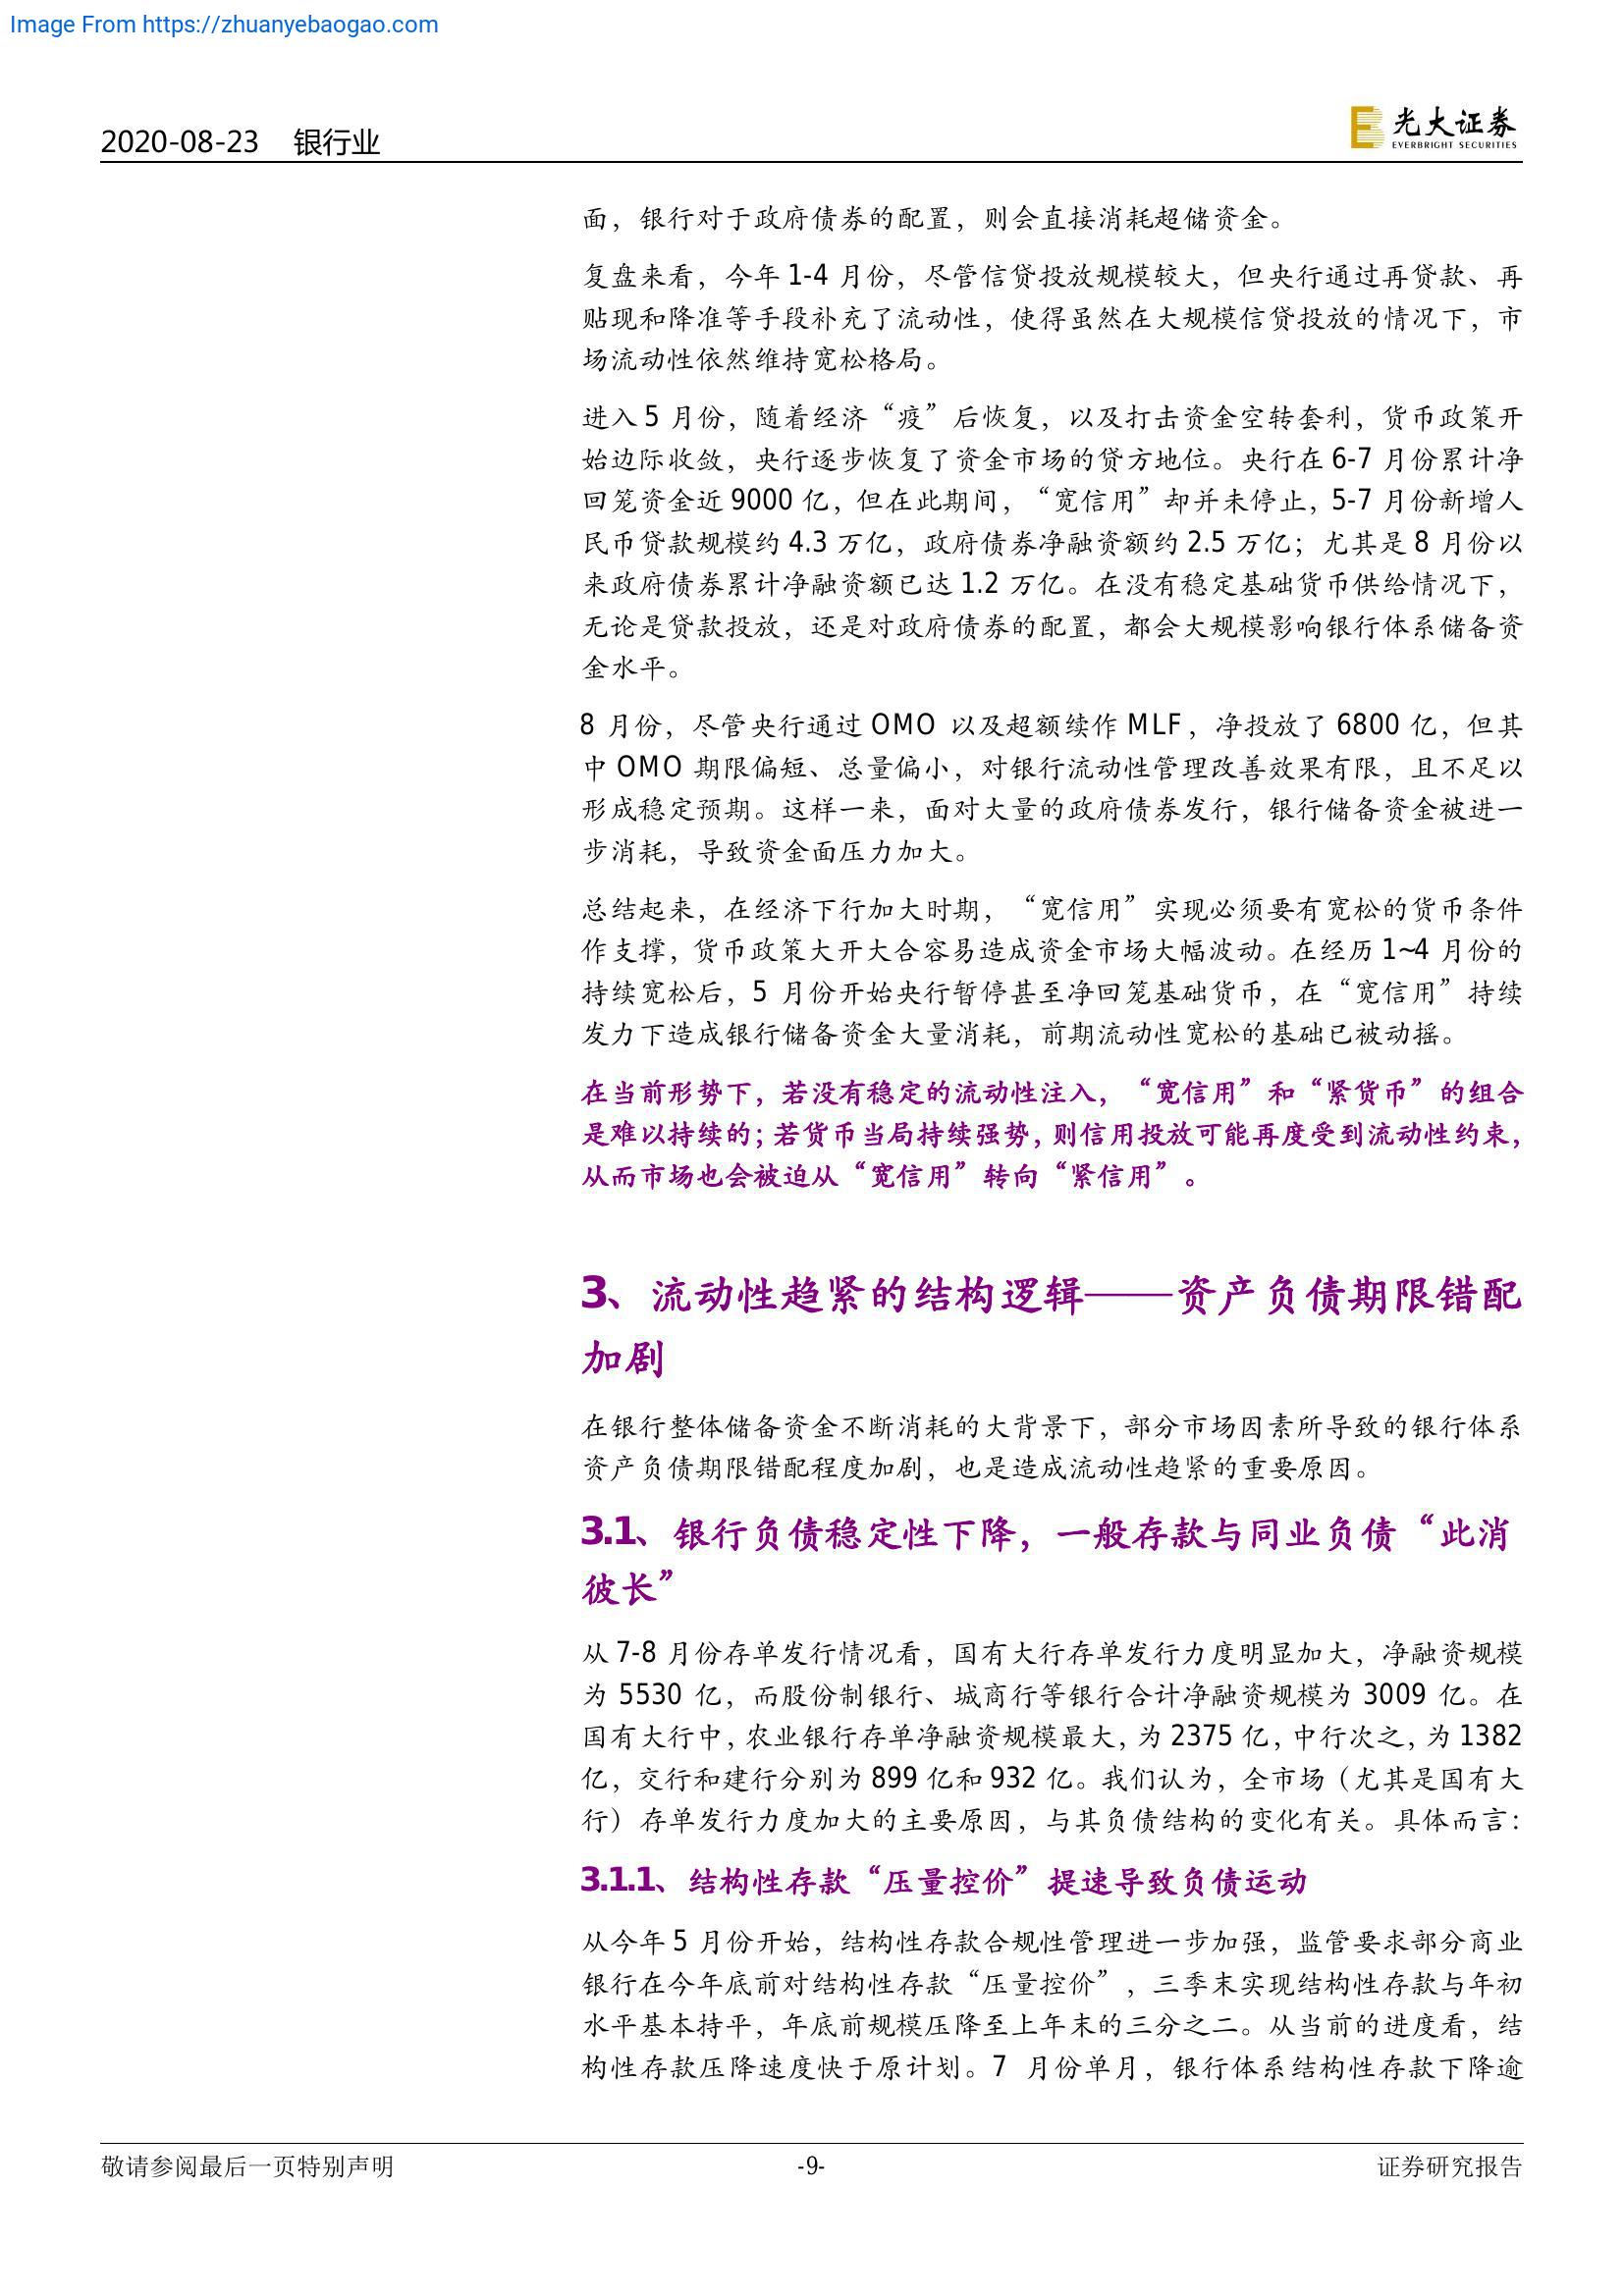 Image From https://zhuanyebaogao.com
2020-08-23 银行业
光大证券
EVERBRIGHT SECURITIES
面，银行对于政府债券的配置，则会直接消耗超储资金。
复盘来看，今年 1-4 月份，尽管信贷投放规模较大，但央行通过再贷款、再
贴现和降准等手段补充了流动性，使得虽然在大规模信贷投放的情况下，市
场流动性依然维持宽松格局。
进入 5 月份，随着经济“疫”后恢复，以及打击资金空转套利，货币政策开
始边际收敛，央行逐步恢复了资金市场的贷方地位。央行在 6-7 月份累计净
回笼资金近 9000 亿，但在此期间，“宽信用”却并未停止，5-7 月份新增人
民币贷款规模约 4.3 万亿，政府债券净融资额约 2.5 万亿；尤其是 8 月份以
来政府债券累计净融资额已达 1.2 万亿。在没有稳定基础货币供给情况下，
无论是贷款投放，还是对政府债券的配置，都会大规模影响银行体系储备资
金水平。
8 月份，尽管央行通过 OMO 以及超额续作 MLF，净投放了 6800 亿，但其
中 OMO 期限偏短、总量偏小，对银行流动性管理改善效果有限，且不足以
形成稳定预期。这样一来，面对大量的政府债券发行，银行储备资金被进一
步消耗，导致资金面压力加大。
总结起来，在经济下行加大时期，“宽信用”实现必须要有宽松的货币条件
作支撑，货币政策大开大合容易造成资金市场大幅波动。在经历 1~4 月份的
持续宽松后，5 月份开始央行暂停甚至净回笼基础货币，在“宽信用”持续
发力下造成银行储备资金大量消耗，前期流动性宽松的基础已被动摇。
在当前形势下，若没有稳定的流动性注入，“宽信用”和“紧货币”的组合
是难以持续的；若货币当局持续强势，则信用投放可能再度受到流动性约束，
从而市场也会被迫从“宽信用”转向“紧信用”。
3、流动性趋紧的结构逻辑——资产负债期限错配
加剧
在银行整体储备资金不断消耗的大背景下，部分市场因素所导致的银行体系
资产负债期限错配程度加剧，也是造成流动性趋紧的重要原因。
3.1、银行负债稳定性下降，一般存款与同业负债“此消
彼长”
从 7-8 月份存单发行情况看，国有大行存单发行力度明显加大，净融资规模
为 5530 亿，而股份制银行、城商行等银行合计净融资规模为 3009 亿。在
国有大行中，农业银行存单净融资规模最大，为 2375 亿，中行次之，为 1382
亿，交行和建行分别为 899 亿和 932 亿。我们认为，全市场（尤其是国有大
行）存单发行力度加大的主要原因，与其负债结构的变化有关。具体而言：
3.1.1、结构性存款“压量控价”提速导致负债运动
从今年 5 月份开始，结构性存款合规性管理进一步加强，监管要求部分商业
银行在今年底前对结构性存款“压量控价”，三季末实现结构性存款与年初
水平基本持平，年底前规模压降至上年末的三分之二。从当前的进度看，结
构性存款压降速度快于原计划。7 月份单月，银行体系结构性存款下降逾
敬请参阅最后一页特别声明
-9-
证券研究报告